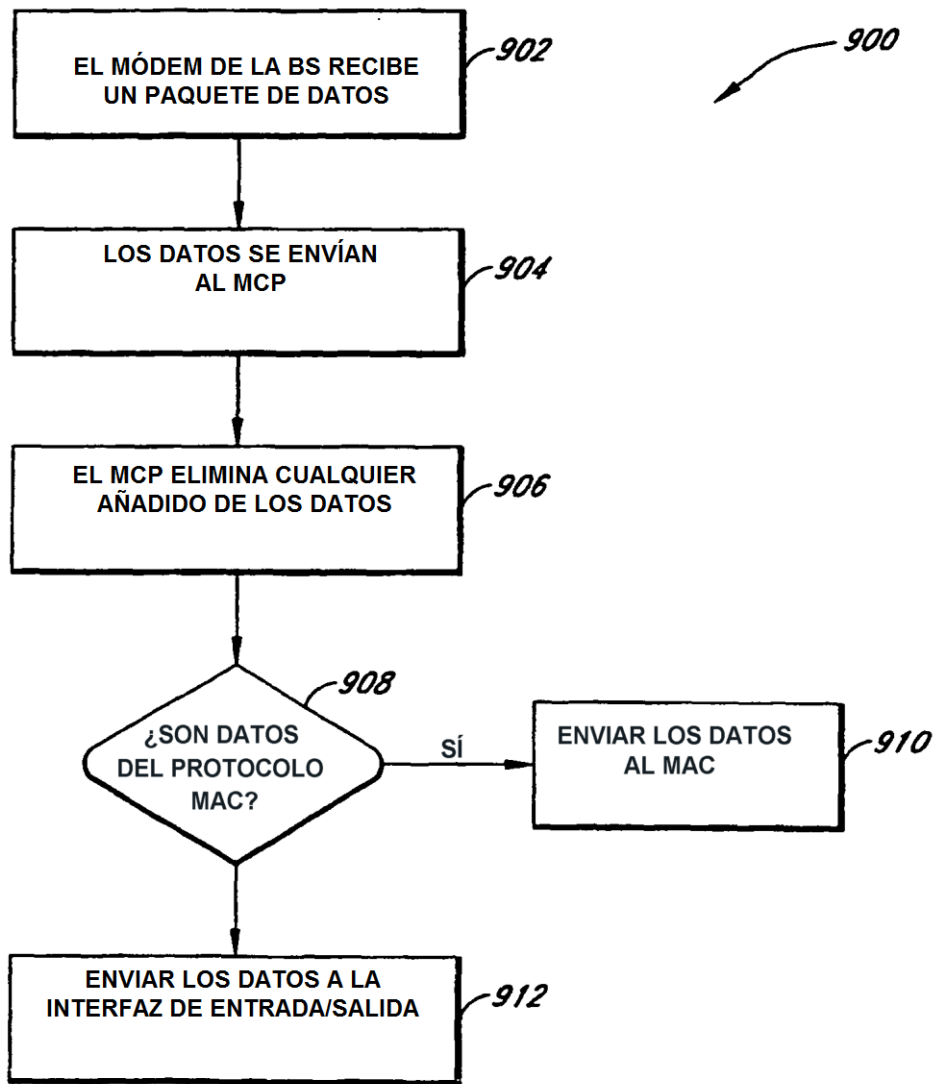 EL MÓDEM DE LA BS RECIBE
UN PAQUETE DE DATOS
902
900
LOS DATOS SE ENVÍAN
AL MCP
904
EL MCP ELIMINA CUALQUIER
AÑADIDO DE LOS DATOS
906
908
¿SON DATOS
DEL PROTOCOLO
MAC?
SÍ
ENVIAR LOS DATOS
AL MAC
910
ENVIAR LOS DATOS A LA
INTERFAZ DE ENTRADA/SALIDA
912